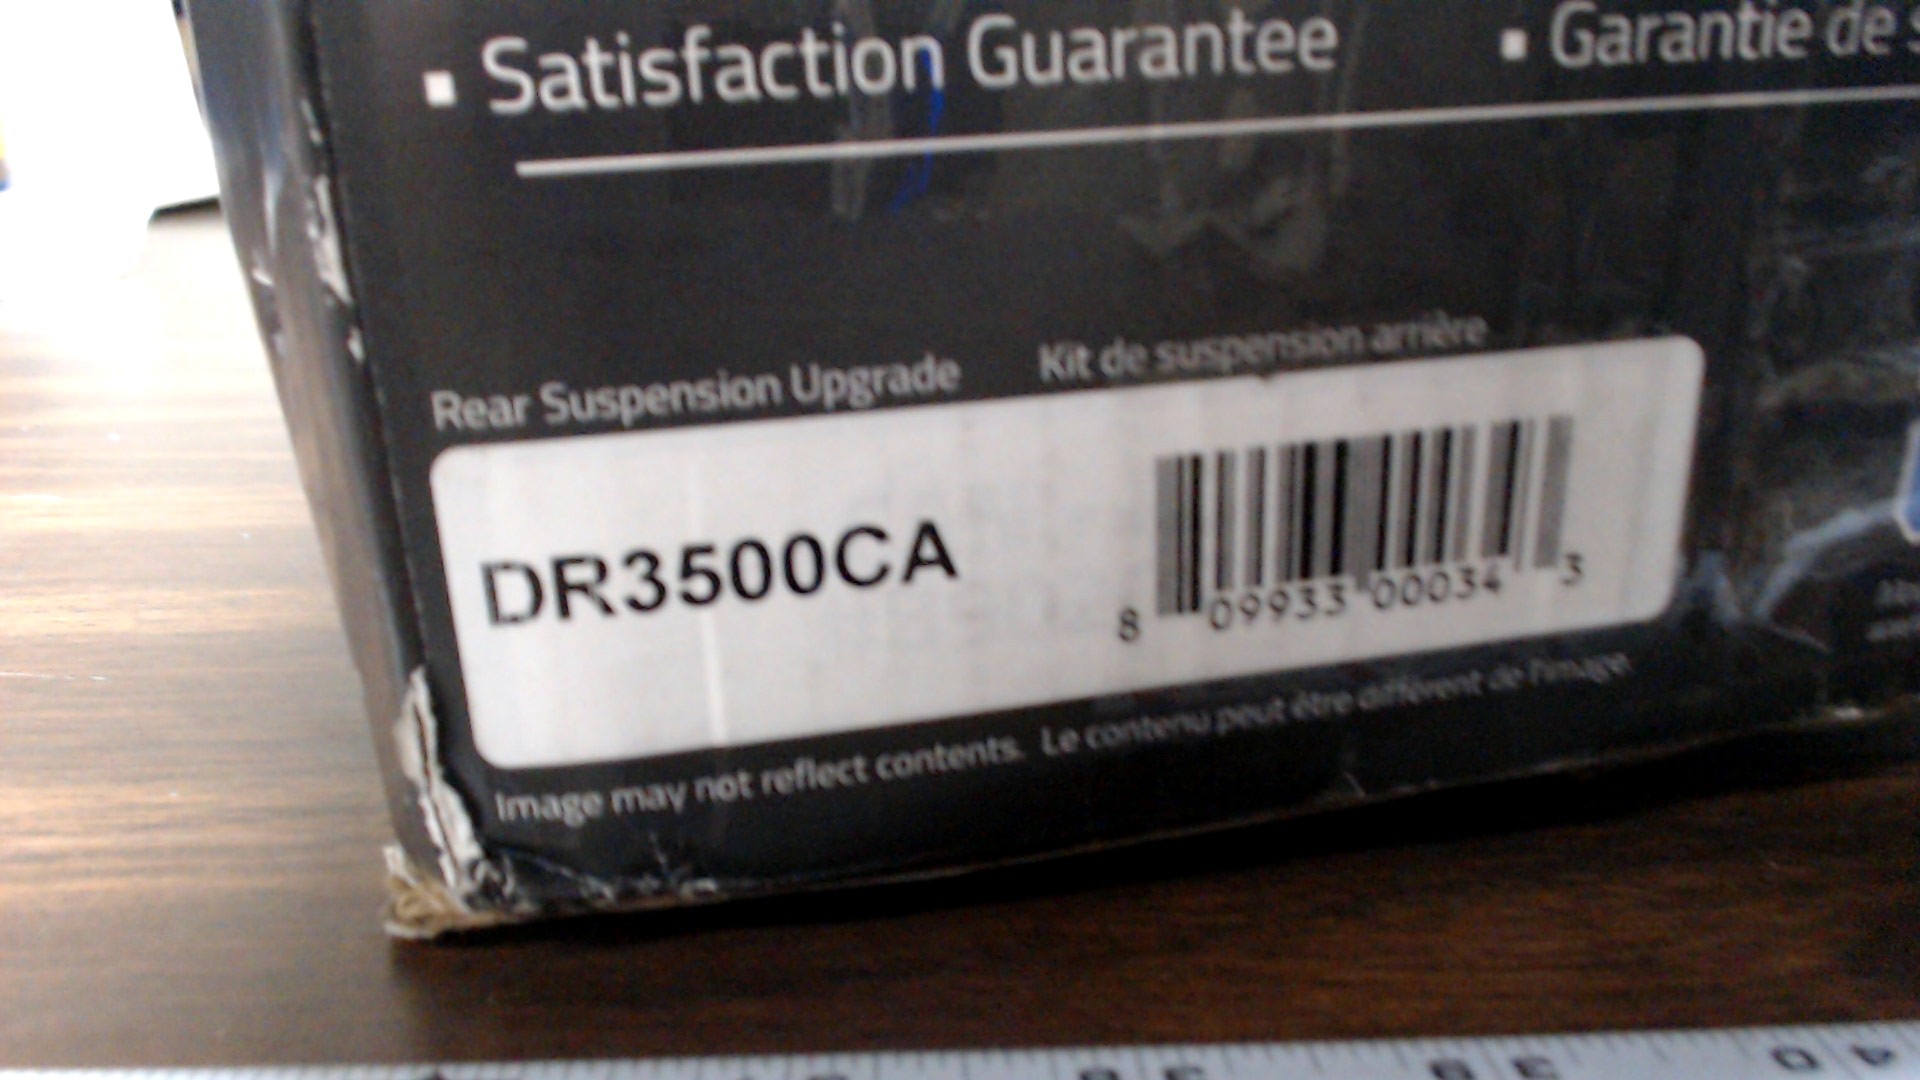 ▪ Satisfaction Guarantee
▪ Garantie de
Rear Suspension Upgrade
Kit de suspension arrière
DR3500CA
8 09933 00034 3
Image may not reflect contents. Le contenu peut être différent de l'image.